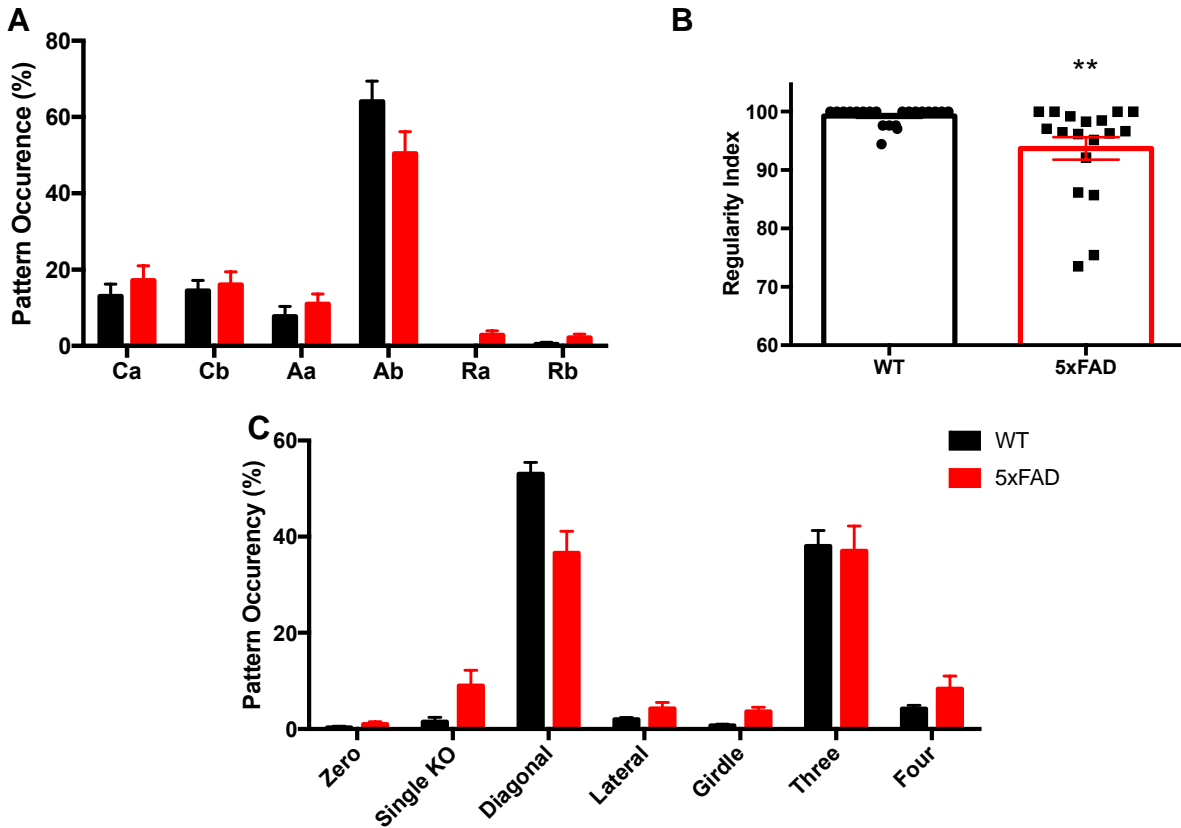 A
Pattern Occurence (%)
80
60
40
20
0
Ca Cb Aa Ab Ra Rb
B
**
Regularity Index
100
90
80
70
60
WT 5xFAD
C
Pattern Occurency (%)
60
40
20
0
Zero Single KO Diagonal Lateral Girdle Three Four
WT
5xFAD